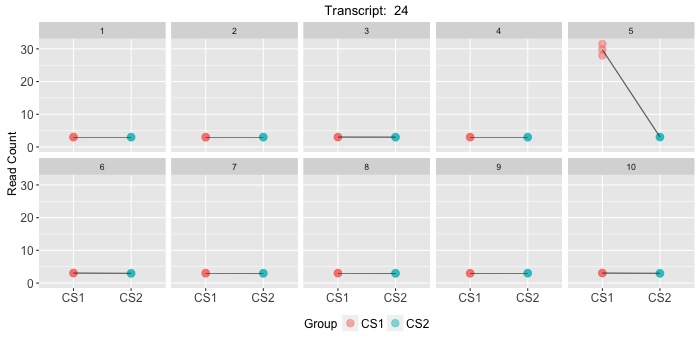 Transcript:  24
1 2 3 4 5
30
20
10
0
Read Count
6 7 8 9 10
30
20
10
0
CS1 CS2 CS1 CS2 CS1 CS2 CS1 CS2 CS1 CS2
Group CS1 CS2